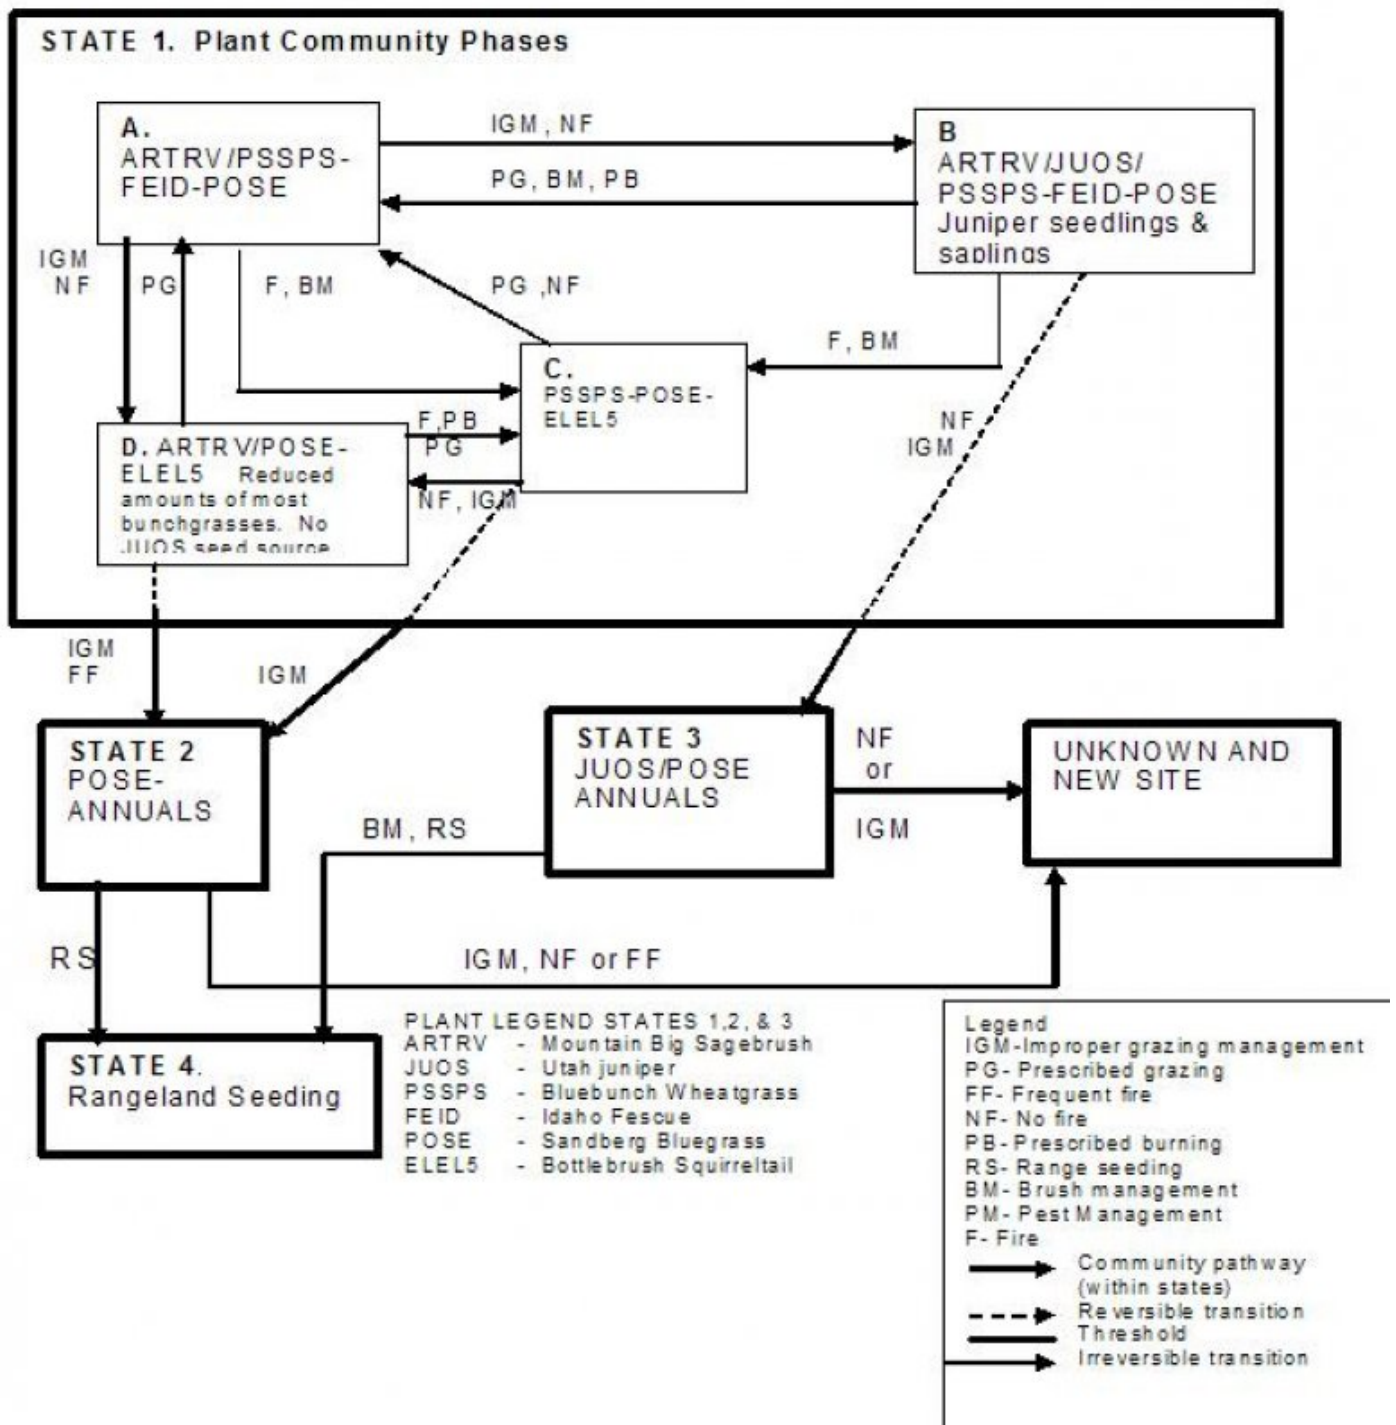 STATE 1. Plant Community Phases
A.
ARTRV/PSSPS-
FEID-POSE
IGM, NF
PG, BM, PB
B
ARTRV/JUOS/
PSSPS-FEID-POSE
Juniper seedlings &
saplings
IGM
NF
PG
F, BM
PG ,NF
F, BM
C.
PSSPS-POSE-
ELEL5
NF
IGM
D. ARTRV/POSE-
ELEL5 Reduced
amounts of most
bunchgrasses. No
JUOS seed source
F,PB
PG
NF, IGM
IGM
FF
IGM
STATE 2
POSE-
ANNUALS
STATE 3
JUOS/POSE
ANNUALS
NF
or
IGM
UNKNOWN AND
NEW SITE
BM, RS
RS
IGM, NF or FF
STATE 4.
Rangeland Seeding
PLANT LEGEND STATES 1,2, & 3
ARTRV - Mountain Big Sagebrush
JUOS - Utah juniper
PSSPS - Bluebunch Wheatgrass
FEID - Idaho Fescue
POSE - Sandberg Bluegrass
ELEL5 - Bottlebrush Squirreltail
Legend
IGM-Improper grazing management
PG- Prescribed grazing
FF- Frequent fire
NF- No fire
PB- Prescribed burning
RS- Range seeding
BM- Brush management
PM- Pest Management
F- Fire
Community pathway
(within states)
Reversible transition
Threshold
Irreversible transition